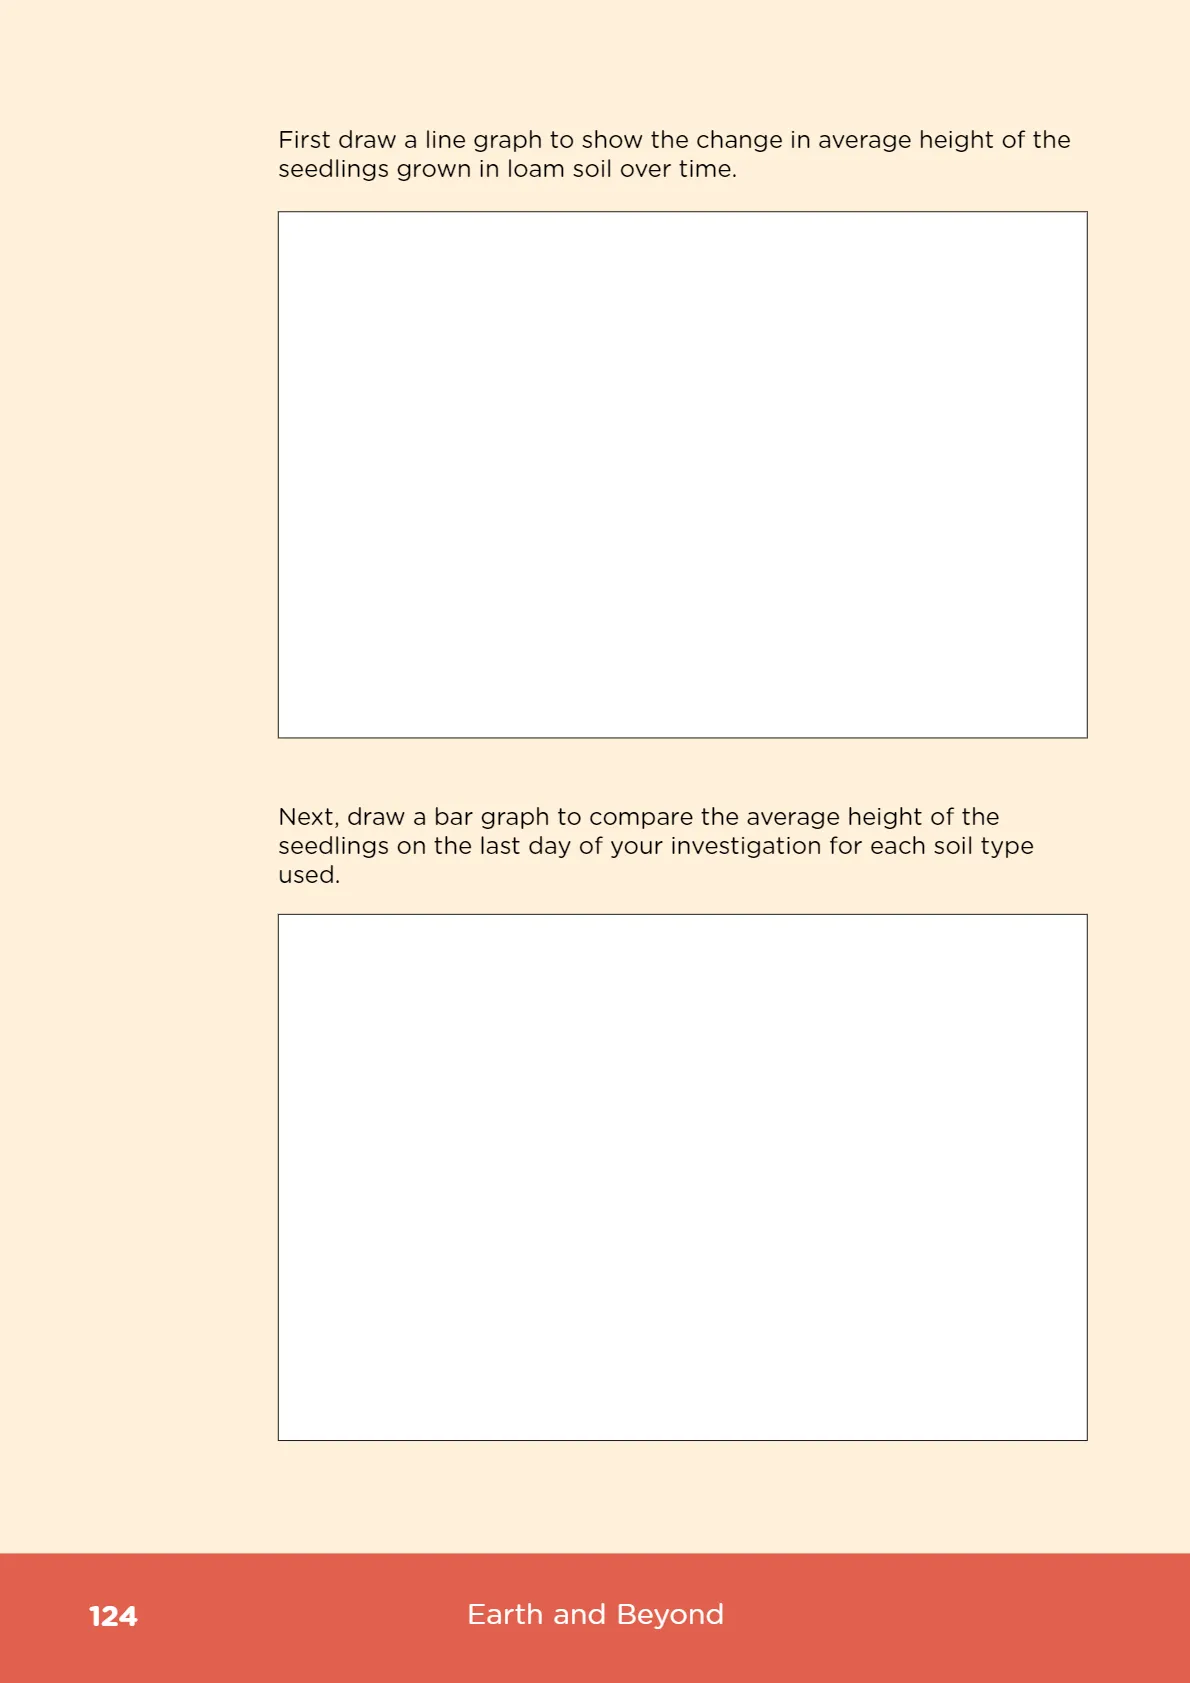 First draw a line graph to show the change in average height of the
seedlings grown in loam soil over time.
Next, draw a bar graph to compare the average height of the
seedlings on the last day of your investigation for each soil type
used.
124
Earth and Beyond